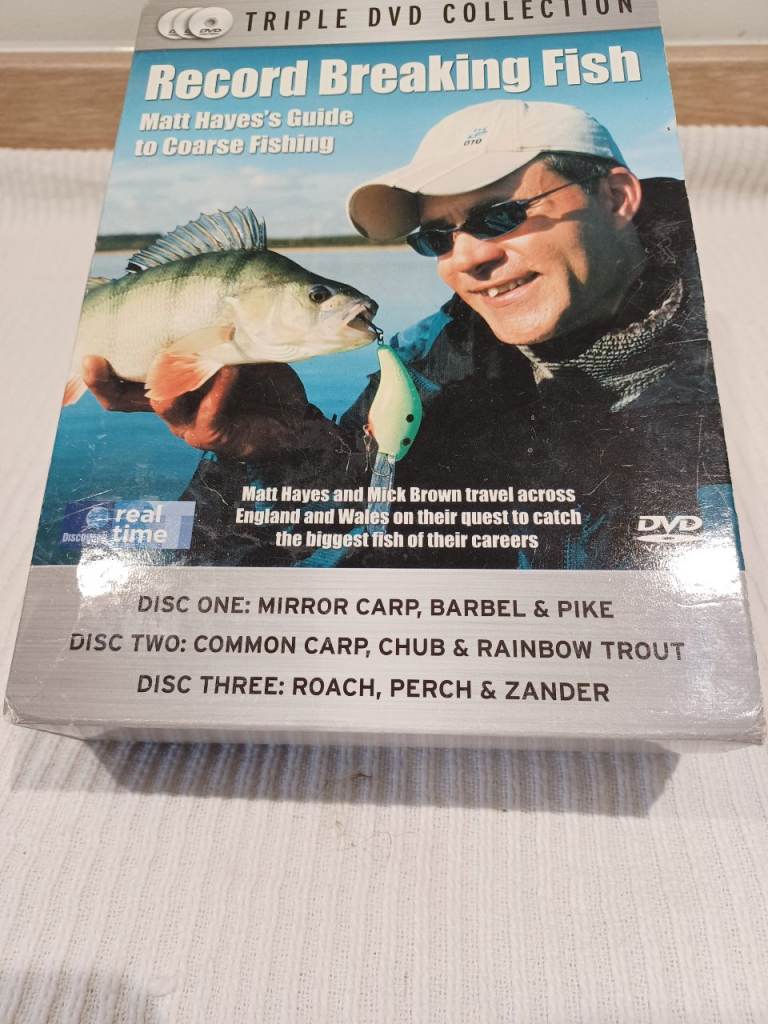 TRIPLE DVD COLLECTION
Record Breaking Fish
Matt Hayes's Guide
to Coarse Fishing
Matt Hayes and Mick Brown travel across
England and Wales on their quest to catch
the biggest fish of their careers
real
time
DVD
DISC ONE: MIRROR CARP, BARBEL & PIKE
DISC TWO: COMMON CARP, CHUB & RAINBOW TROUT
DISC THREE: ROACH, PERCH & ZANDER